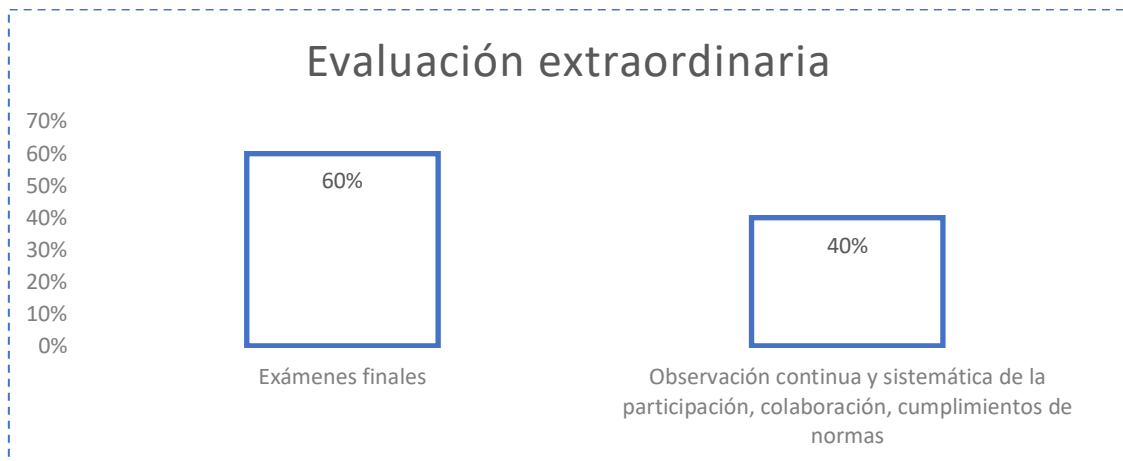 Evaluación extraordinaria
70%
60%
50%
40%
30%
20%
10%
0%
60%
40%
Exámenes finales
Observación continua y sistemática de la
participación, colaboración, cumplimientos de
normas